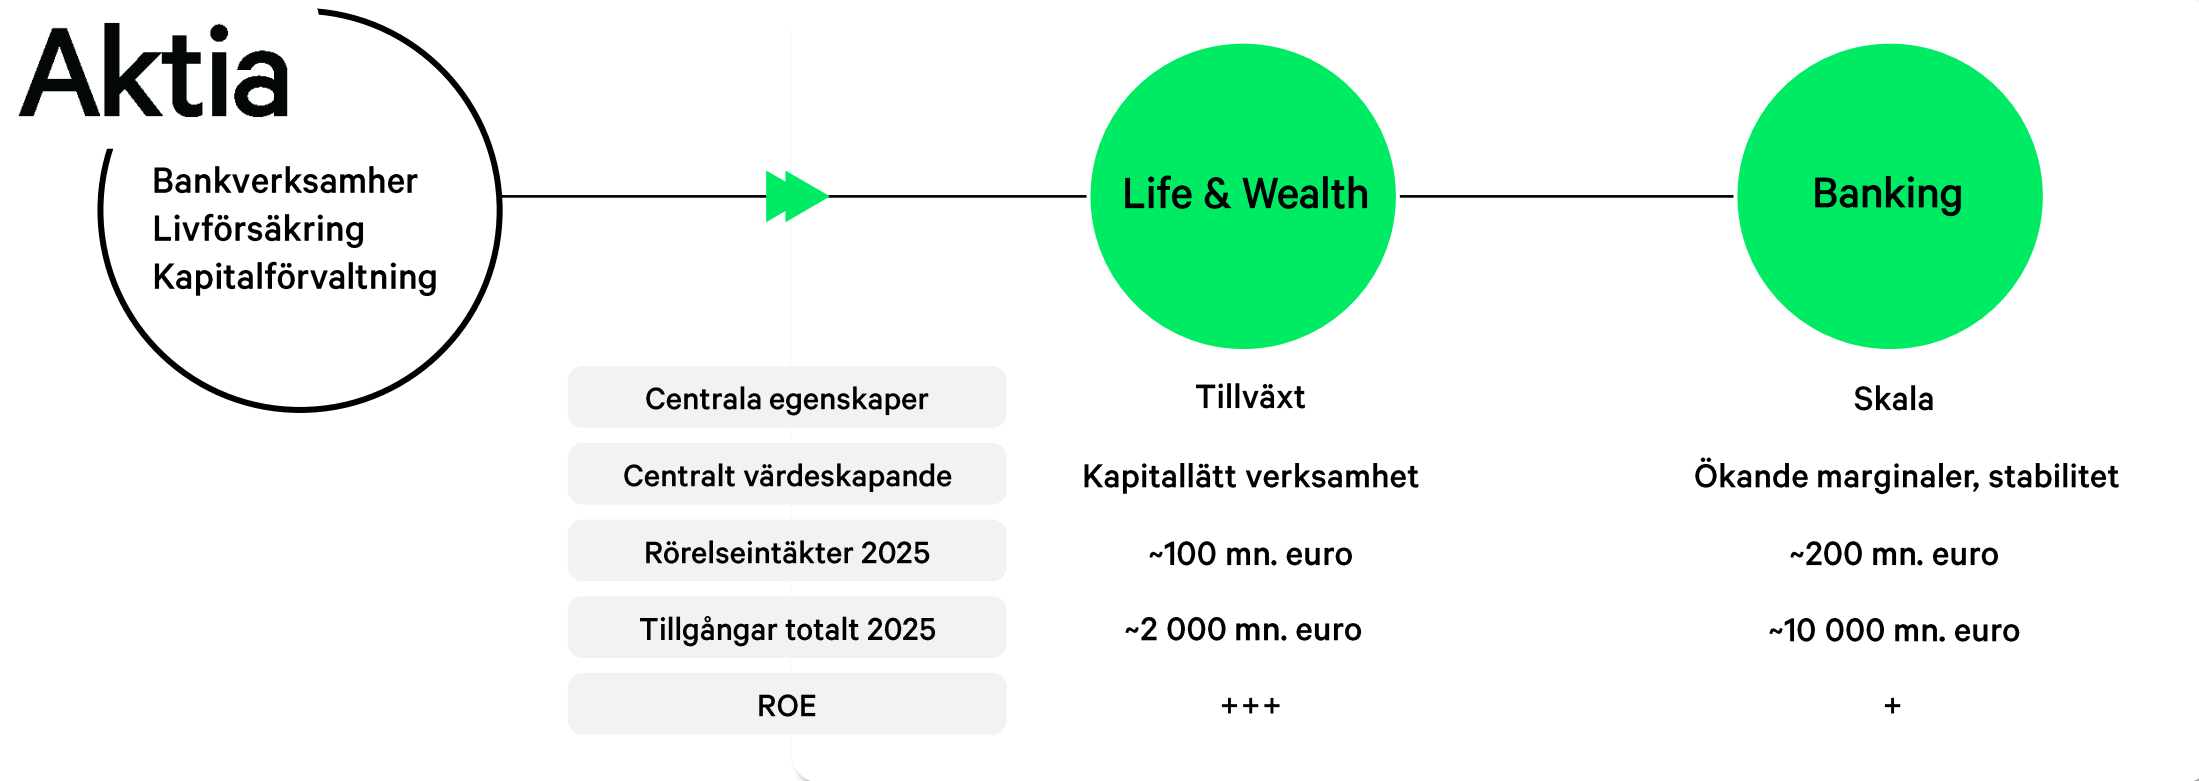 Aktia
Bankverksamher
Livförsäkring
Kapitalförvaltning
Life & Wealth
Banking
Centrala egenskaper
Tillväxt
Skala
Centralt värdeskapande
Kapitallätt verksamhet
Ökande marginaler, stabilitet
Rörelseintäkter 2025
~100 mn. euro
~200 mn. euro
Tillgångar totalt 2025
~2 000 mn. euro
~10 000 mn. euro
ROE
+++
+